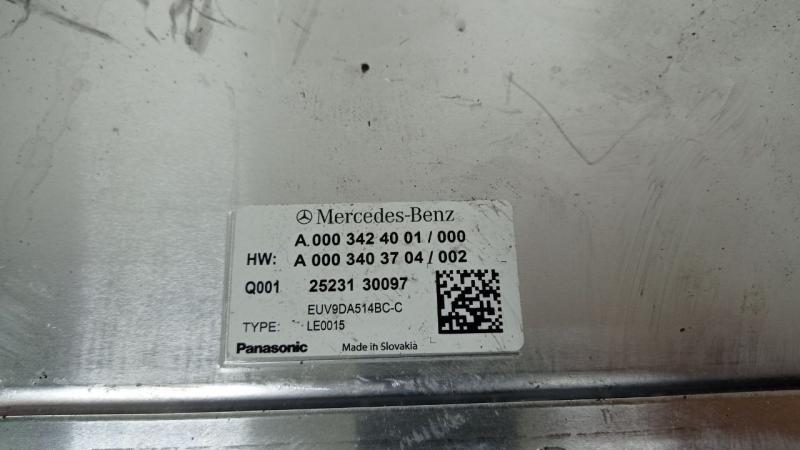 Mercedes-Benz
A 000 342 40 01 / 000
HW: A 000 340 37 04 / 002
Q001 25231 30097
EUV9DA514BC-C
TYPE: LE0015
Panasonic Made in Slovakia